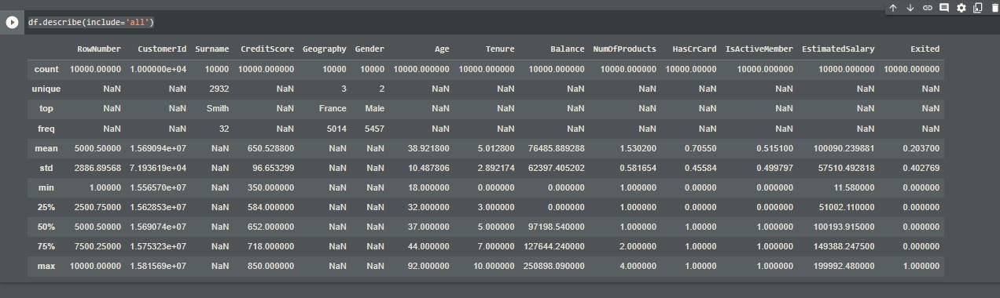 df.describe(include='all')
RowNumber CustomerId Surname CreditScore Geography Gender Age Tenure Balance NumOfProducts HasCrCard IsActiveMember EstimatedSalary Exited
count 10000.00000 1.000000e+04 10000 10000.000000 10000 10000 10000.000000 10000.000000 10000.000000 10000.000000 10000.00000 10000.000000 10000.000000 10000.000000
unique NaN NaN 2932 NaN 3 2 NaN NaN NaN NaN NaN NaN NaN NaN
top NaN NaN Smith NaN France Male NaN NaN NaN NaN NaN NaN NaN NaN
freq NaN NaN 32 NaN 5014 5457 NaN NaN NaN NaN NaN NaN NaN NaN
mean 5000.50000 1.569094e+07 NaN 650.528800 NaN NaN 38.921800 5.012800 76485.889288 1.530200 0.70550 0.515100 100090.239881 0.203700
std 2886.89568 7.193619e+04 NaN 96.653299 NaN NaN 10.487806 2.892174 62397.405202 0.581654 0.45584 0.499797 57510.492818 0.402769
min 1.00000 1.556570e+07 NaN 350.000000 NaN NaN 18.000000 0.000000 0.000000 1.000000 0.00000 0.000000 11.580000 0.000000
25% 2500.75000 1.562853e+07 NaN 584.000000 NaN NaN 32.000000 3.000000 0.000000 1.000000 0.00000 0.000000 51002.110000 0.000000
50% 5000.50000 1.569074e+07 NaN 652.000000 NaN NaN 37.000000 5.000000 97198.540000 1.000000 1.00000 1.000000 100193.915000 0.000000
75% 7500.25000 1.575323e+07 NaN 718.000000 NaN NaN 44.000000 7.000000 127644.240000 2.000000 1.00000 1.000000 149388.247500 0.000000
max 10000.00000 1.581569e+07 NaN 850.000000 NaN NaN 92.000000 10.000000 250898.090000 4.000000 1.00000 1.000000 199992.480000 1.000000